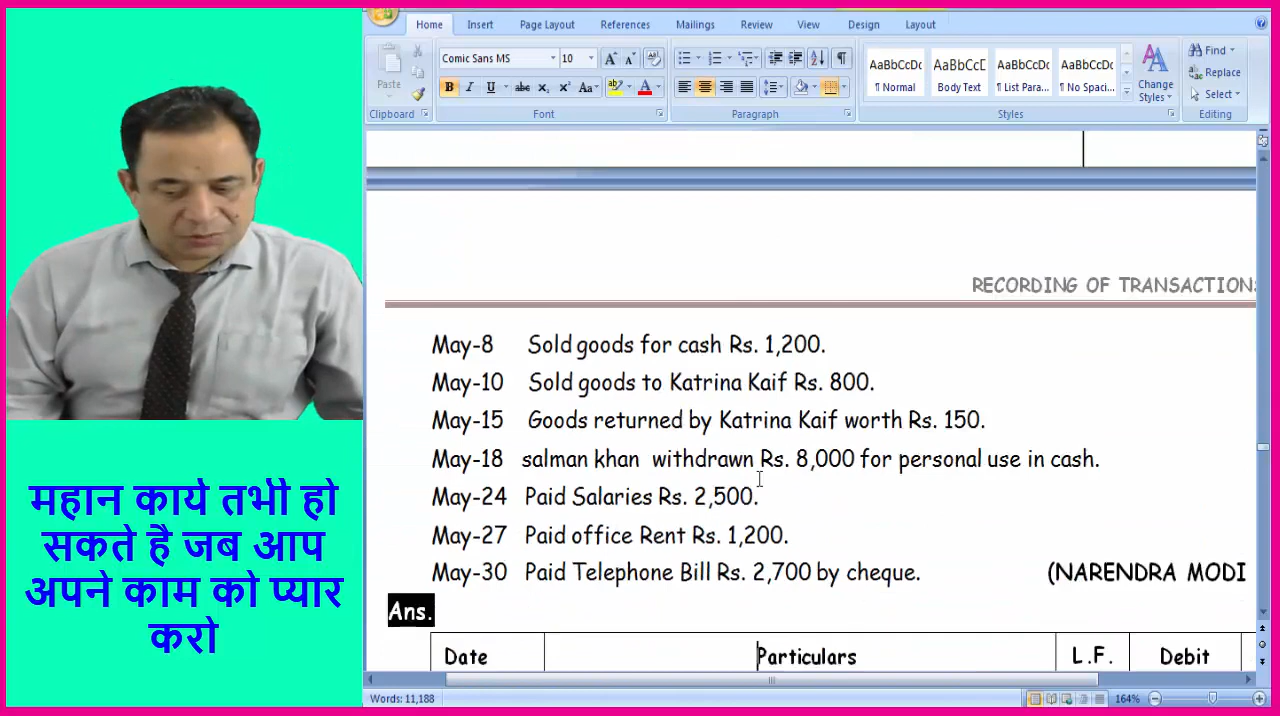 Home Insert Page Layout References Mailings Review View Design Layout
Comic Sans MS 10
Find
Replace
Select
Paste
B I U abc
AaBbCcDc AaBbCcD AaBbCcDc AaBbCcDc
¶ Normal Body Text ¶ List Para... ¶ No Spaci...
Change Styles
Clipboard Font Paragraph Styles Editing
RECORDING OF TRANSACTION
May-8 Sold goods for cash Rs. 1,200.
May-10 Sold goods to Katrina Kaif Rs. 800.
May-15 Goods returned by Katrina Kaif worth Rs. 150.
May-18 salman khan withdrawn Rs. 8,000 for personal use in cash.
May-24 Paid Salaries Rs. 2,500.
May-27 Paid office Rent Rs. 1,200.
May-30 Paid Telephone Bill Rs. 2,700 by cheque. (NARENDRA MODI
Ans.
Date Particulars L.F. Debit
Words: 11,188 164%
महान कार्य तभी हो
सकते है जब आप
अपने काम को प्यार
करो